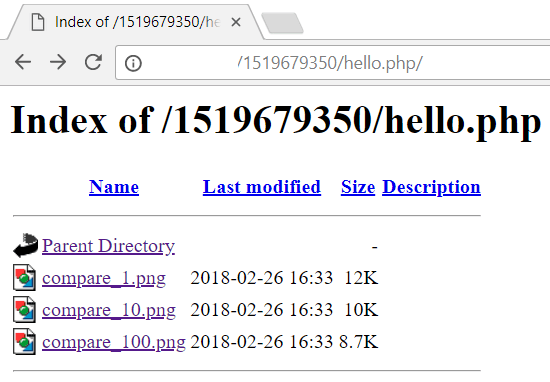 Index of /1519679350/he
/1519679350/hello.php/
Index of /1519679350/hello.php
Name Last modified Size Description
Parent Directory -
compare_1.png 2018-02-26 16:33 12K
compare_10.png 2018-02-26 16:33 10K
compare_100.png 2018-02-26 16:33 8.7K